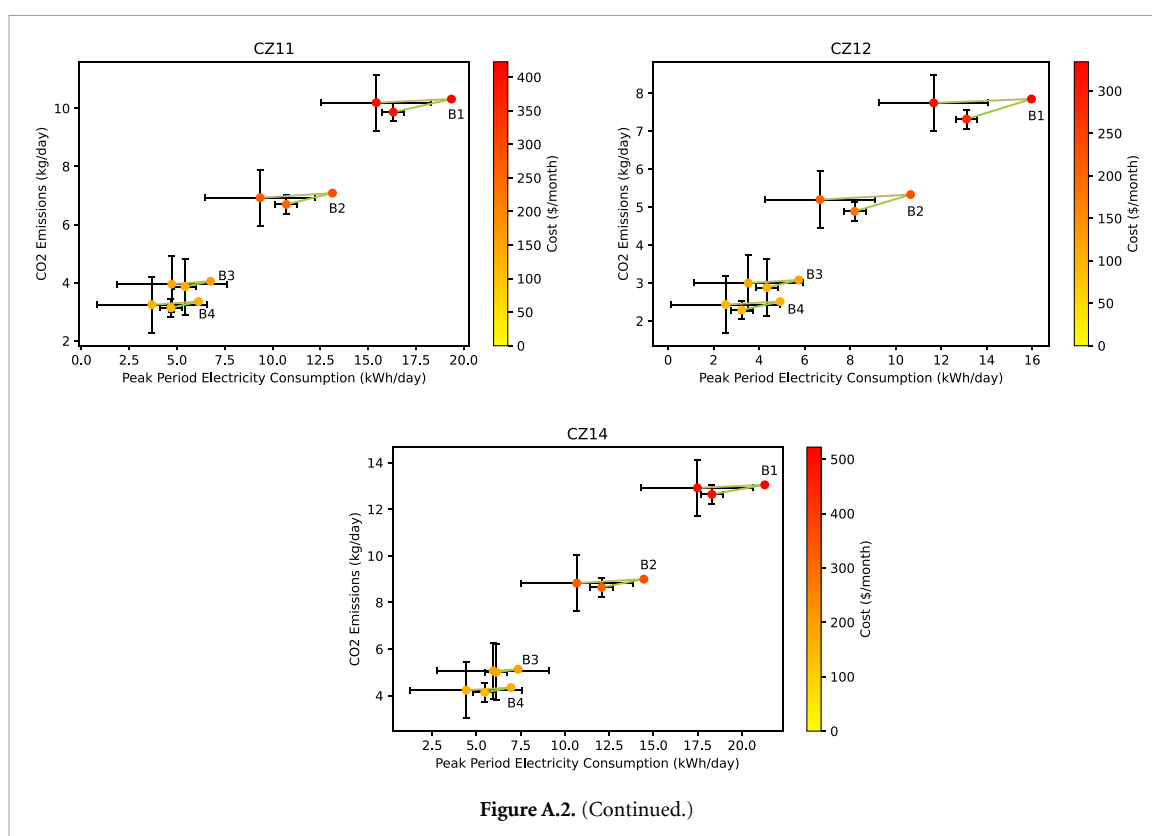 CZ11
10
8
6
4
2
0.0 2.5 5.0 7.5 10.0 12.5 15.0 17.5 20.0
CO2 Emissions (kg/day)
Peak Period Electricity Consumption (kWh/day)
B1
B2
B3
B4
400
350
300
250
200
150
100
50
0
Cost ($/month)
CZ12
8
7
6
5
4
3
2
0 2 4 6 8 10 12 14 16
CO2 Emissions (kg/day)
Peak Period Electricity Consumption (kWh/day)
B1
B2
B3
B4
300
250
200
150
100
50
0
Cost ($/month)
CZ14
14
12
10
8
6
4
2.5 5.0 7.5 10.0 12.5 15.0 17.5 20.0
CO2 Emissions (kg/day)
Peak Period Electricity Consumption (kWh/day)
B1
B2
B3
B4
500
400
300
200
100
0
Cost ($/month)
Figure A.2. (Continued.)